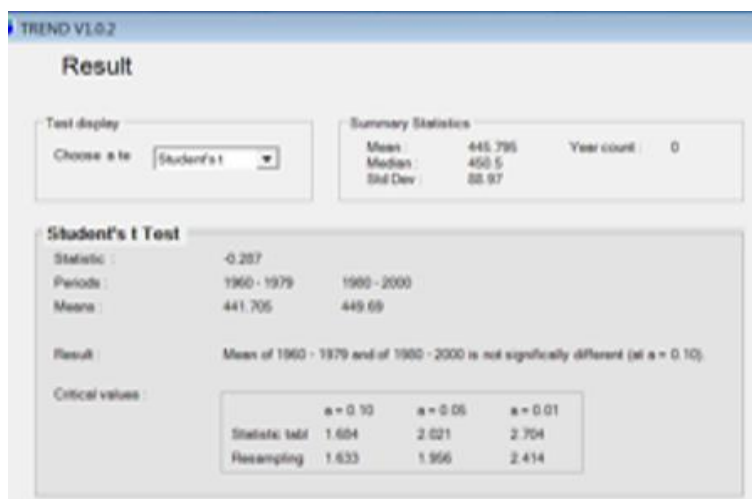 TREND V1.0.2
Result
Test display
Choose a te Student's t
Summary Statistics
Mean : 445.795 Year count : 0
Median : 450.5
Std Dev : 88.97
Student's t Test
Statistic : -0.287
Periods : 1960 - 1979 1980 - 2000
Means : 441.705 449.69
Result : Mean of 1960 - 1979 and of 1980 - 2000 is not significally different (at a = 0.10).
Critical values :
a = 0.10 a = 0.05 a = 0.01
Statistic tabl 1.684 2.021 2.704
Resampling 1.633 1.956 2.414